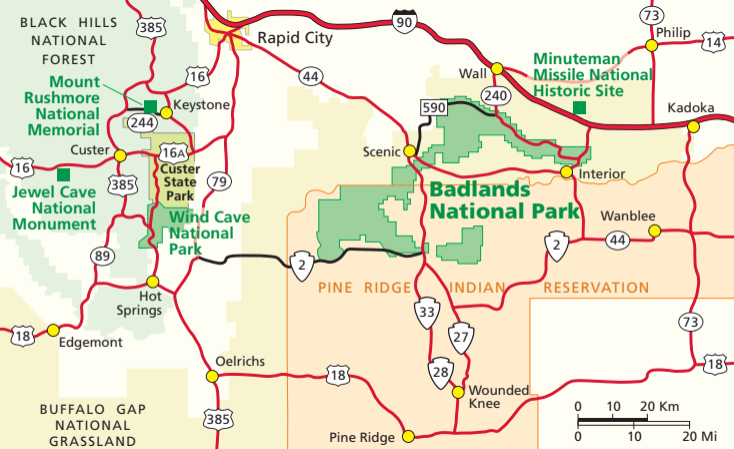 BLACK HILLS
NATIONAL
FOREST
385
90
73
Philip
14
Rapid City
16
44
Wall
Minuteman
Missile National
Historic Site
Mount
Rushmore
National
Memorial
Keystone
244
240
590
Kadoka
Custer
16A
Scenic
16
Custer
State
Park
Interior
Jewel Cave
National
Monument
385
79
Badlands
National Park
Wind Cave
National
Park
Wanblee
89
2
2
44
PINE RIDGE INDIAN RESERVATION
Hot
Springs
33
73
18
Edgemont
27
Oelrichs
18
28
18
Wounded
Knee
BUFFALO GAP
NATIONAL
GRASSLAND
385
Pine Ridge
0 10 20 Km
0 10 20 Mi